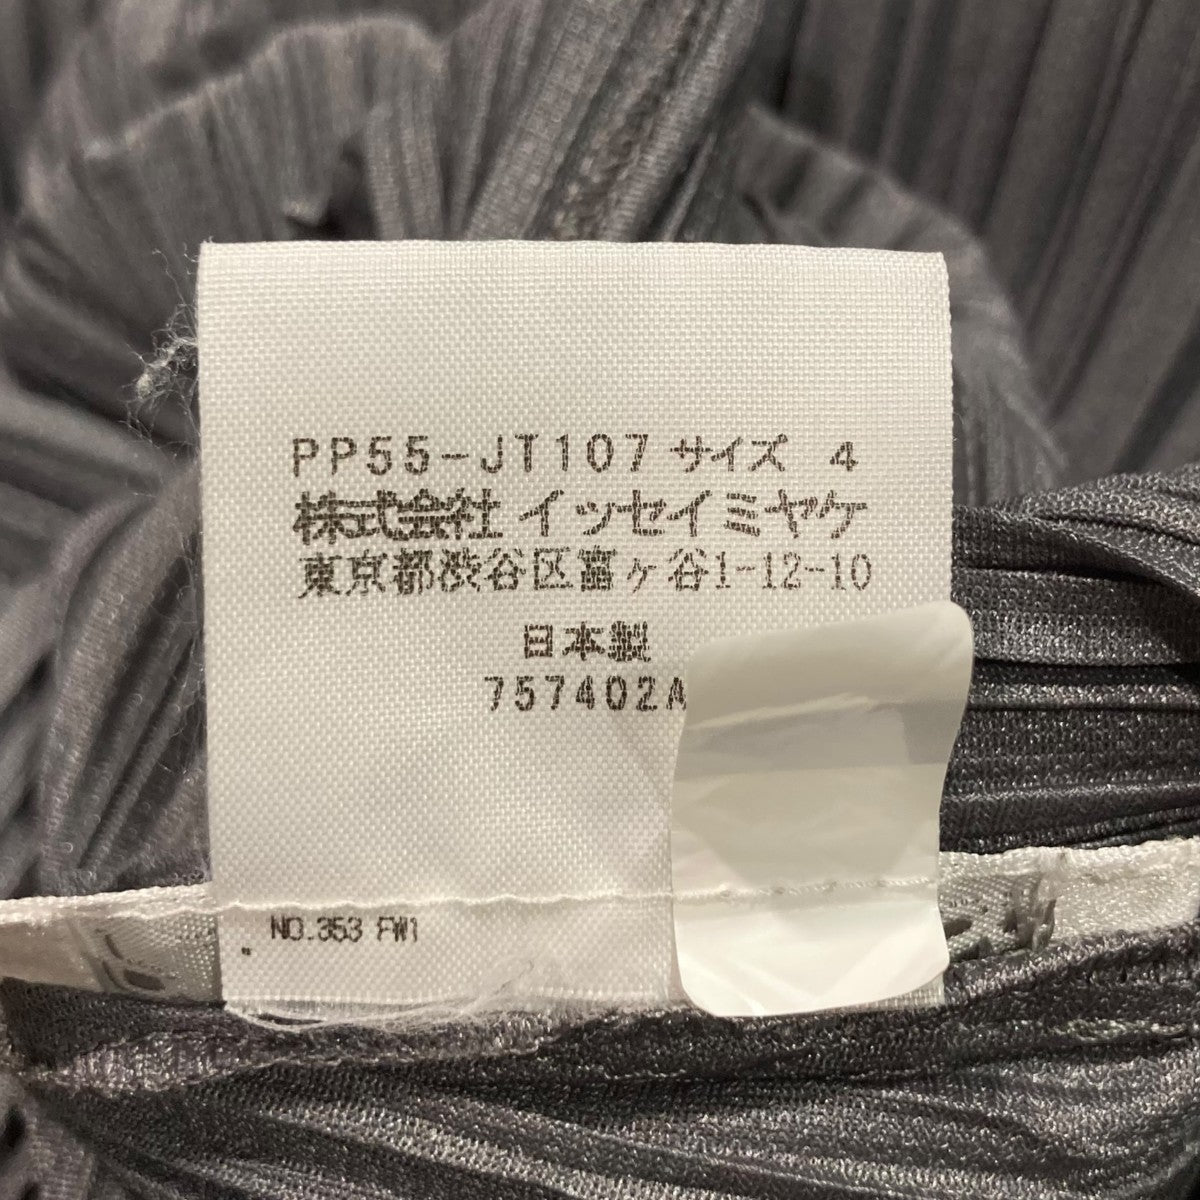 PP55-JT107 サイズ 4
株式会社 イッセイミヤケ
東京都渋谷区富ヶ谷1-12-10
日本製
757402A
NO.353 FW1